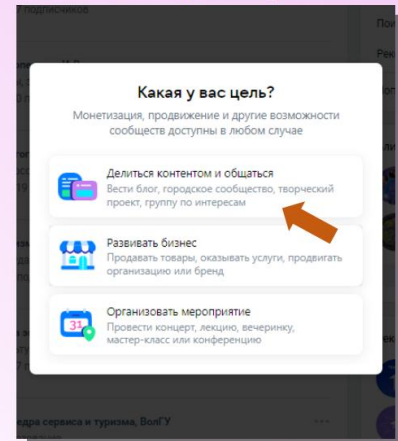 подписчиков
Какая у вас цель?
Монетизация, продвижение и другие возможности
сообществ доступны в любом случае
Делиться контентом и общаться
Вести блог, городское сообщество, творческий
проект, группу по интересам
Развивать бизнес
Продавать товары, оказывать услуги, продвигать
организацию или бренд
31
Организовать мероприятие
Провести концерт, лекцию, вечеринку,
мастер-класс или конференцию
едра сервиса и туризма, ВолГУ